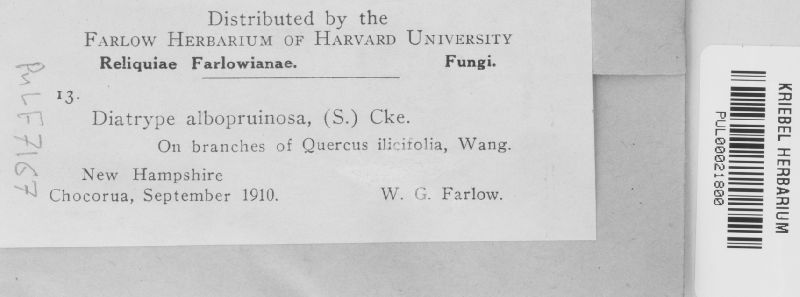 Distributed by the
FARLOW HERBARIUM OF HARVARD UNIVERSITY
Reliquiae Farlowianae. Fungi.
13.
Diatrype albopruinosa, (S.) Cke.
On branches of Quercus ilicifolia, Wang.
New Hampshire
Chocorua, September 1910. W. G. Farlow.
PuL F7167
KRIEBEL HERBARIUM
PUL00021800